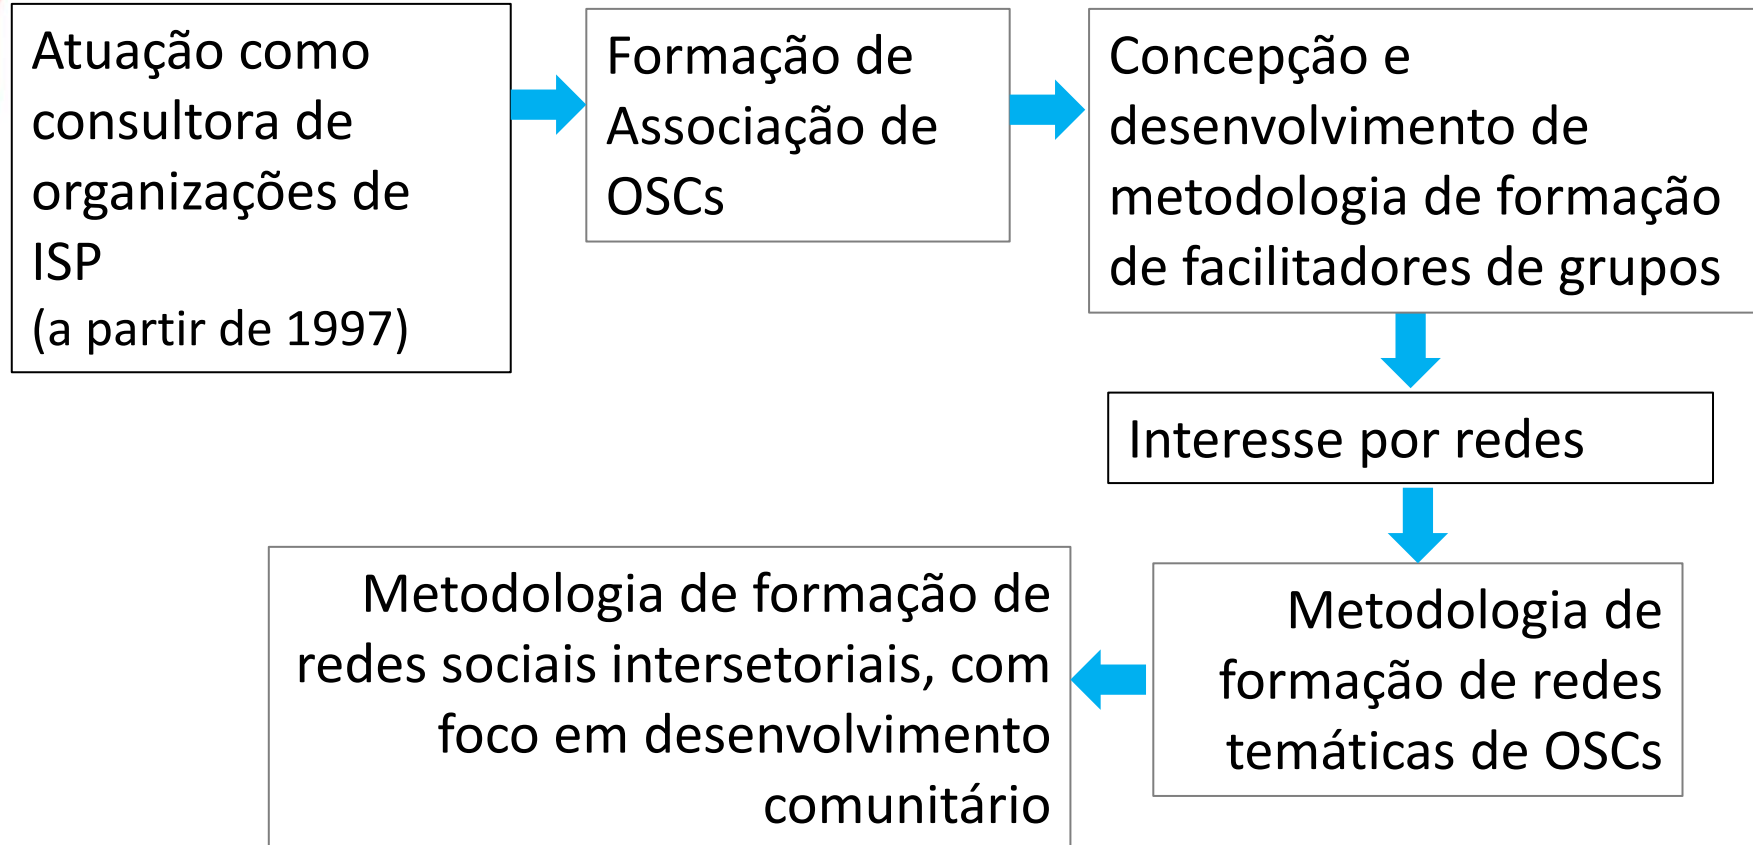 Atuação como
consultora de
organizações de
ISP
(a partir de 1997)
Formação de
Associação de
OSCs
Concepção e
desenvolvimento de
metodologia de formação
de facilitadores de grupos
Interesse por redes
Metodologia de
formação de redes
temáticas de OSCs
Metodologia de formação de
redes sociais intersetoriais, com
foco em desenvolvimento
comunitário